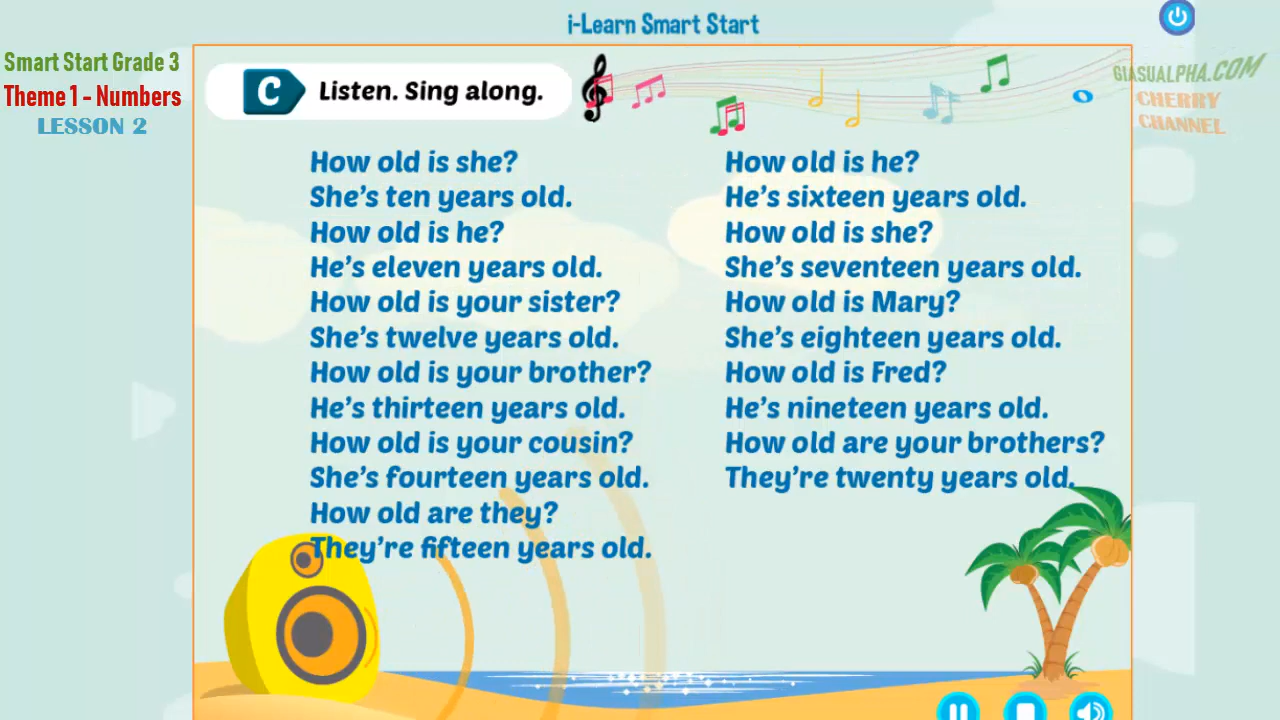 i-Learn Smart Start
Smart Start Grade 3
Theme 1 - Numbers
LESSON 2
GIASUALPHA.COM
CHERRY
CHANNEL
C Listen. Sing along.
How old is she?
She's ten years old.
How old is he?
He's eleven years old.
How old is your sister?
She's twelve years old.
How old is your brother?
He's thirteen years old.
How old is your cousin?
She's fourteen years old.
How old are they?
They're fifteen years old.
How old is he?
He's sixteen years old.
How old is she?
She's seventeen years old.
How old is Mary?
She's eighteen years old.
How old is Fred?
He's nineteen years old.
How old are your brothers?
They're twenty years old.